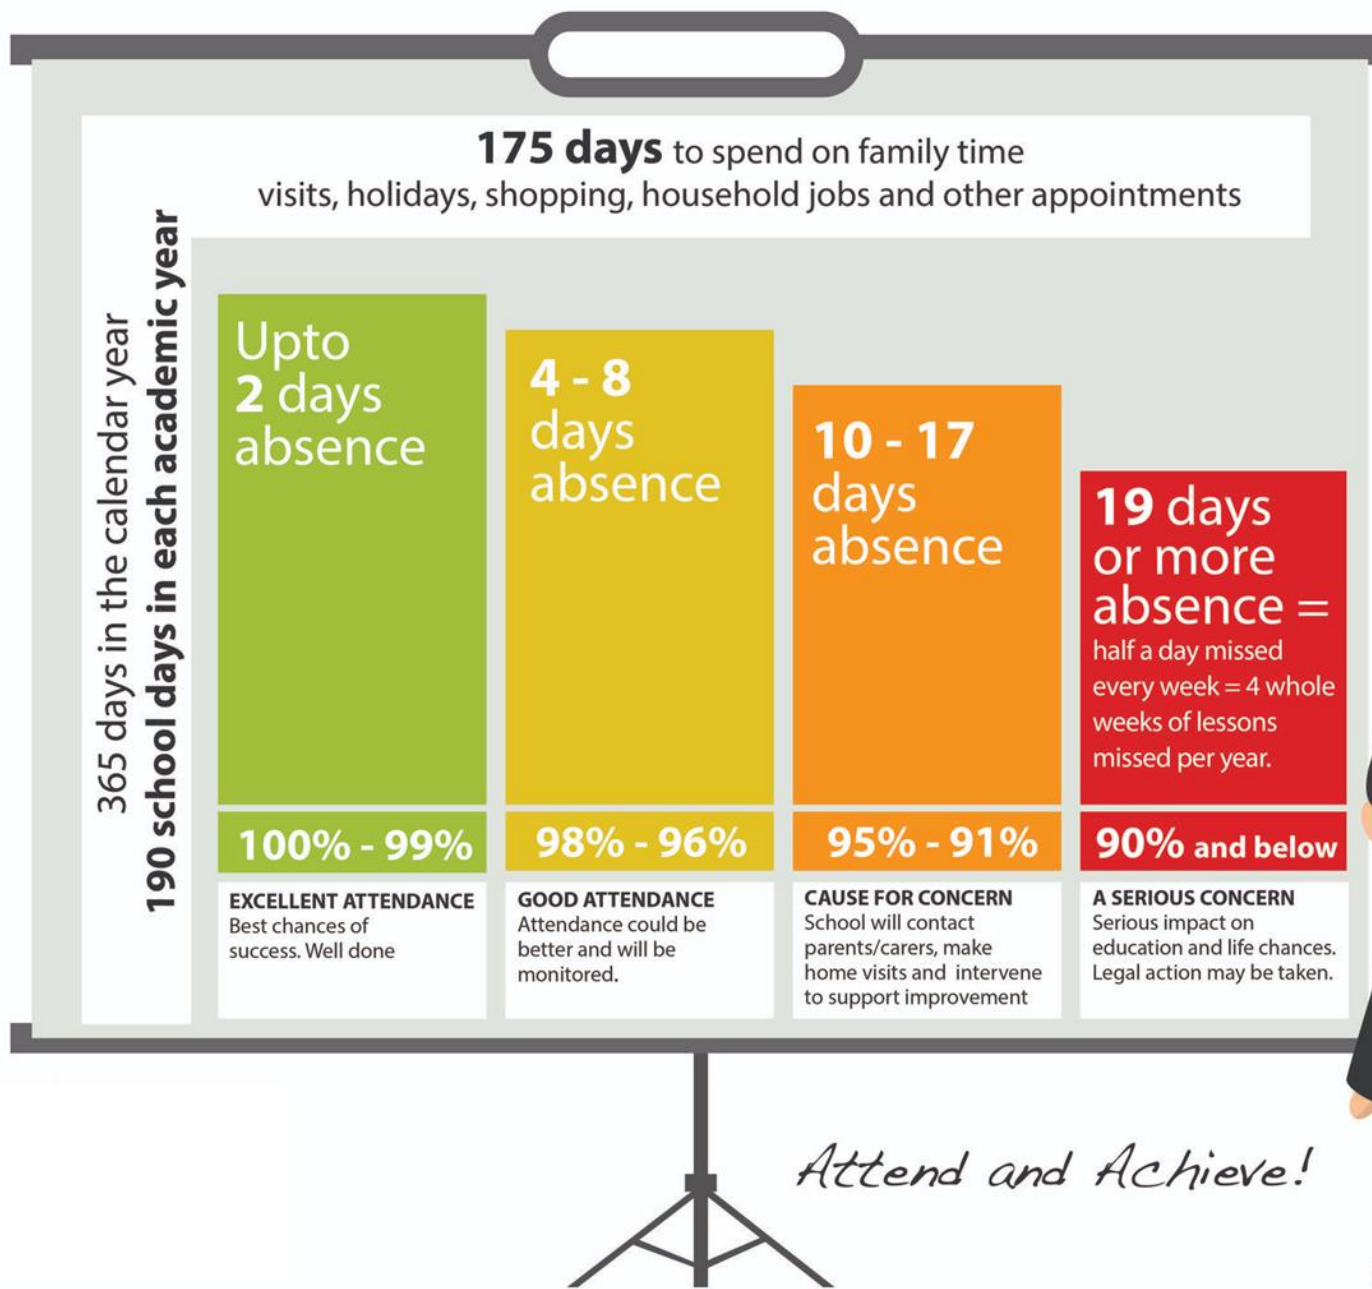 175 days to spend on family time
visits, holidays, shopping, household jobs and other appointments
365 days in the calendar year
190 school days in each academic year
Upto
2 days
absence
100% - 99%
EXCELLENT ATTENDANCE
Best chances of
success. Well done
4 - 8
days
absence
98% - 96%
GOOD ATTENDANCE
Attendance could be
better and will be
monitored.
10 - 17
days
absence
95% - 91%
CAUSE FOR CONCERN
School will contact
parents/carers, make
home visits and intervene
to support improvement
19 days
or more
absence =
half a day missed
every week = 4 whole
weeks of lessons
missed per year.
90% and below
A SERIOUS CONCERN
Serious impact on
education and life chances.
Legal action may be taken.
Attend and Achieve!